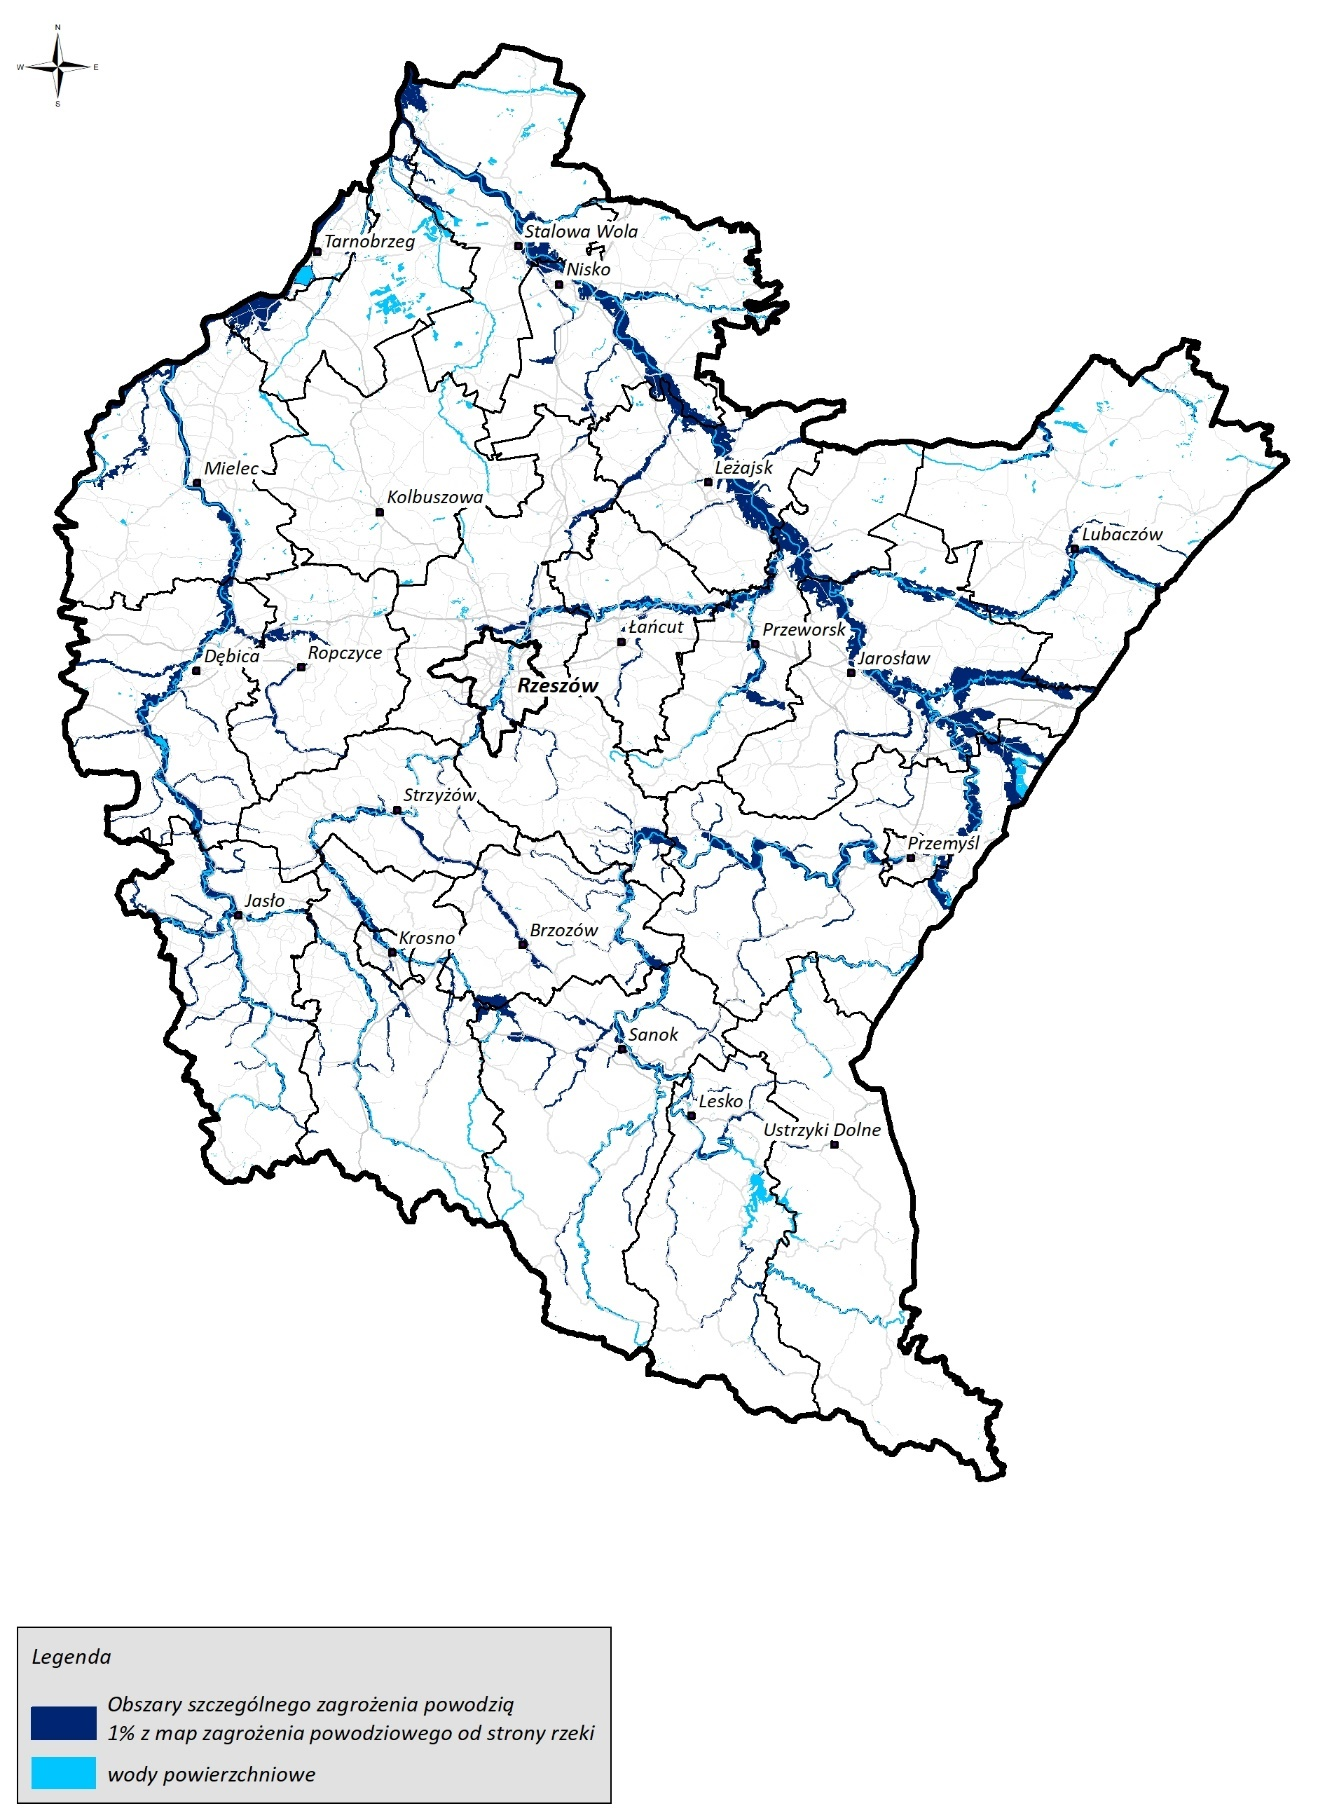 N
W E
S
Tarnobrzeg
Stalowa Wola
Nisko
Mielec
Kolbuszowa
Leżajsk
Lubaczów
Dębica
Ropczyce
Łańcut
Przeworsk
Jarosław
Rzeszów
Strzyżów
Przemyśl
Jasło
Krosno
Brzozów
Sanok
Lesko
Ustrzyki Dolne
Legenda
Obszary szczególnego zagrożenia powodzią
1% z map zagrożenia powodziowego od strony rzeki
wody powierzchniowe